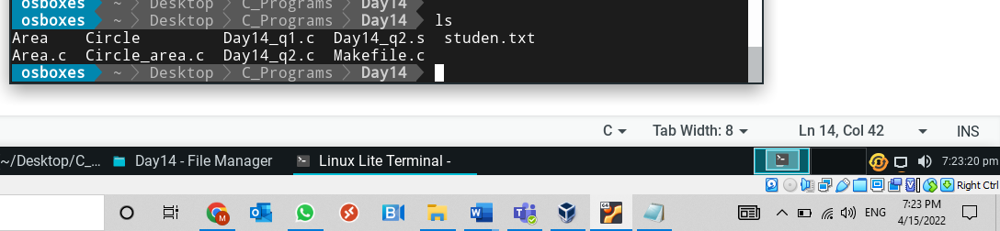 osboxes ~ Desktop C_Programs Day14
osboxes ~ Desktop C_Programs Day14 ls
Area Circle Day14_q1.c Day14_q2.s studen.txt
Area.c Circle_area.c Day14_q2.c Makefile.c
osboxes ~ Desktop C_Programs Day14
C Tab Width: 8 Ln 14, Col 42 INS
~/Desktop/C_... Day14 - File Manager Linux Lite Terminal - 7:23:20 pm
Right Ctrl
ENG 7:23 PM
4/15/2022